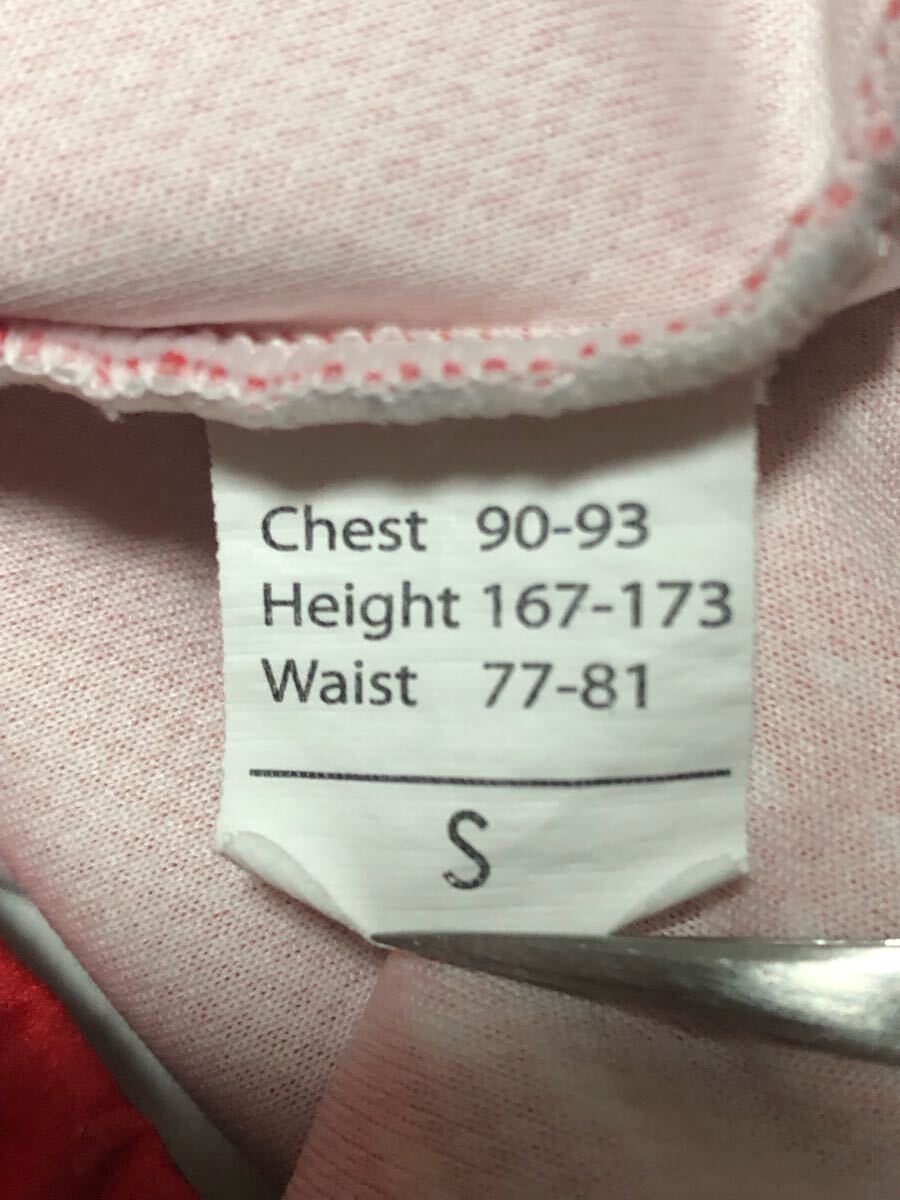 Chest 90-93
Height 167-173
Waist 77-81
S